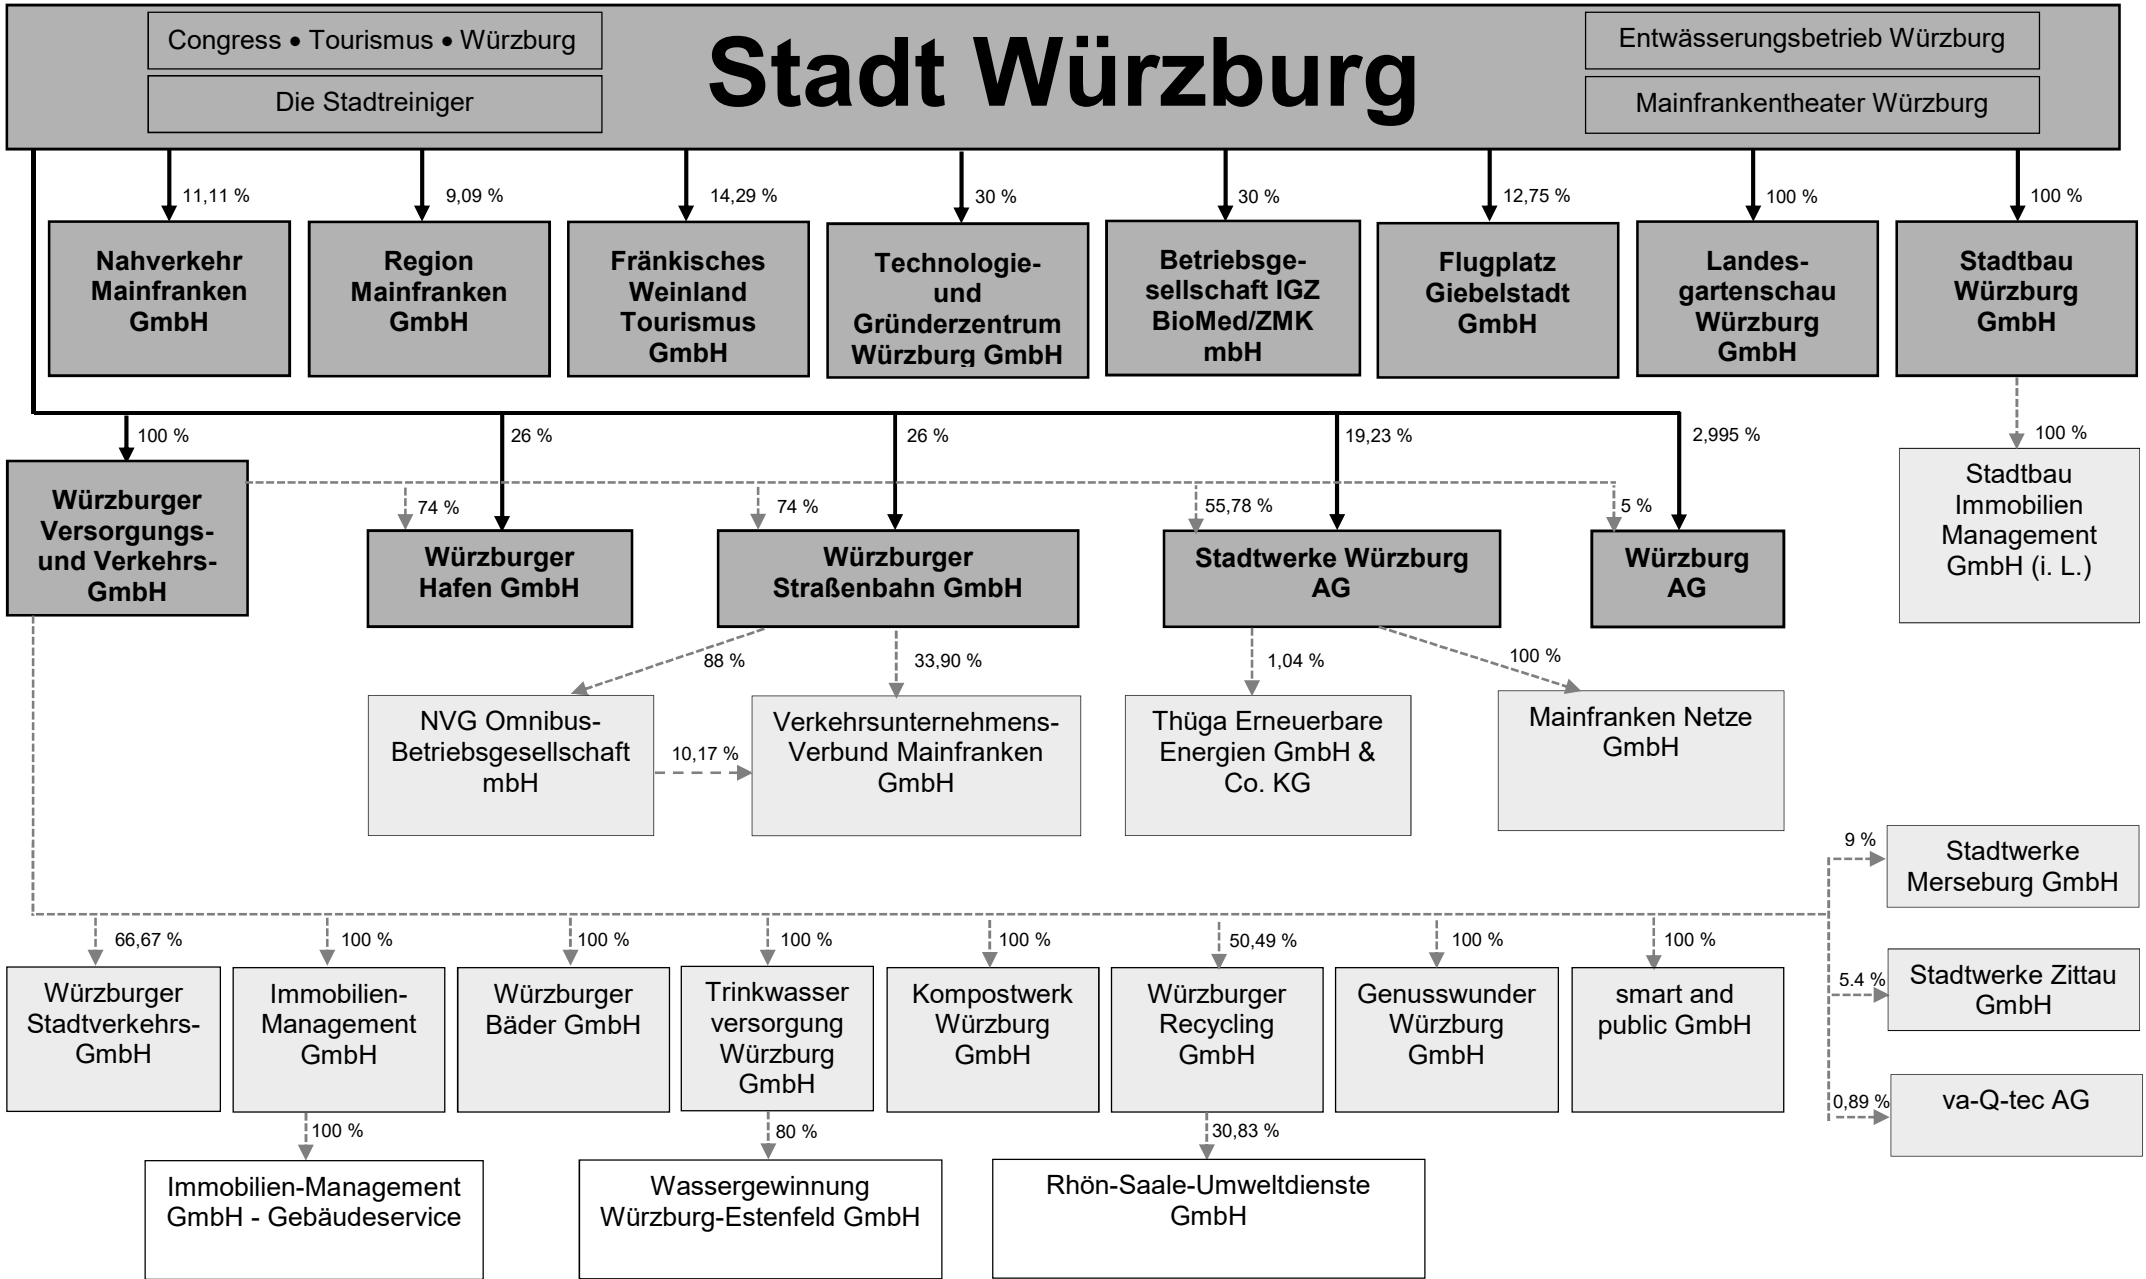 Congress • Tourismus • Würzburg
Die Stadtreiniger
Stadt Würzburg
Entwässerungsbetrieb Würzburg
Mainfrankentheater Würzburg
11,11 %
9,09 %
14,29 %
30 %
30 %
12,75 %
100 %
100 %
Nahverkehr
Mainfranken
GmbH
Region
Mainfranken
GmbH
Fränkisches
Weinland
Tourismus
GmbH
Technologie-
und
Gründerzentrum
Würzburg GmbH
Betriebsge-
sellschaft IGZ
BioMed/ZMK
mbH
Flugplatz
Giebelstadt
GmbH
Landes-
gartenschau
Würzburg
GmbH
Stadtbau
Würzburg
GmbH
100 %
26 %
26 %
19,23 %
2,995 %
100 %
Würzburger
Versorgungs-
und Verkehrs-
GmbH
74 %
74 %
55,78 %
5 %
Würzburger
Hafen GmbH
Würzburger
Straßenbahn GmbH
Stadtwerke Würzburg
AG
Würzburg
AG
Stadtbau
Immobilien
Management
GmbH (i. L.)
88 %
33,90 %
1,04 %
100 %
NVG Omnibus-
Betriebsgesellschaft
mbH
10,17 %
Verkehrsunternehmens-
Verbund Mainfranken
GmbH
Thüga Erneuerbare
Energien GmbH &
Co. KG
Mainfranken Netze
GmbH
9 %
Stadtwerke
Merseburg GmbH
5.4 %
Stadtwerke Zittau
GmbH
0,89 %
va-Q-tec AG
66,67 %
100 %
100 %
100 %
100 %
50,49 %
100 %
100 %
Würzburger
Stadtverkehrs-
GmbH
Immobilien-
Management
GmbH
Würzburger
Bäder GmbH
Trinkwasser
versorgung
Würzburg
GmbH
Kompostwerk
Würzburg
GmbH
Würzburger
Recycling
GmbH
Genusswunder
Würzburg
GmbH
smart and
public GmbH
100 %
80 %
30,83 %
Immobilien-Management
GmbH - Gebäudeservice
Wassergewinnung
Würzburg-Estenfeld GmbH
Rhön-Saale-Umweltdienste
GmbH